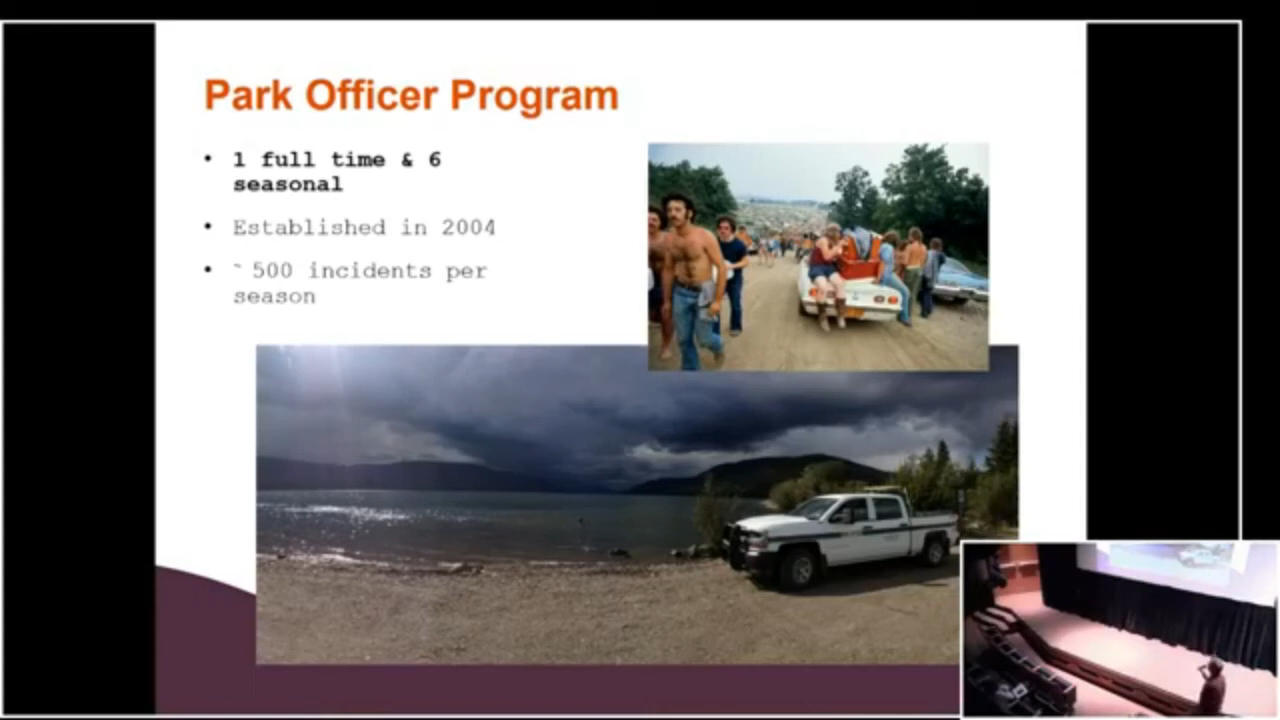 Park Officer Program
• 1 full time & 6
seasonal
• Established in 2004
• ~500 incidents per
season